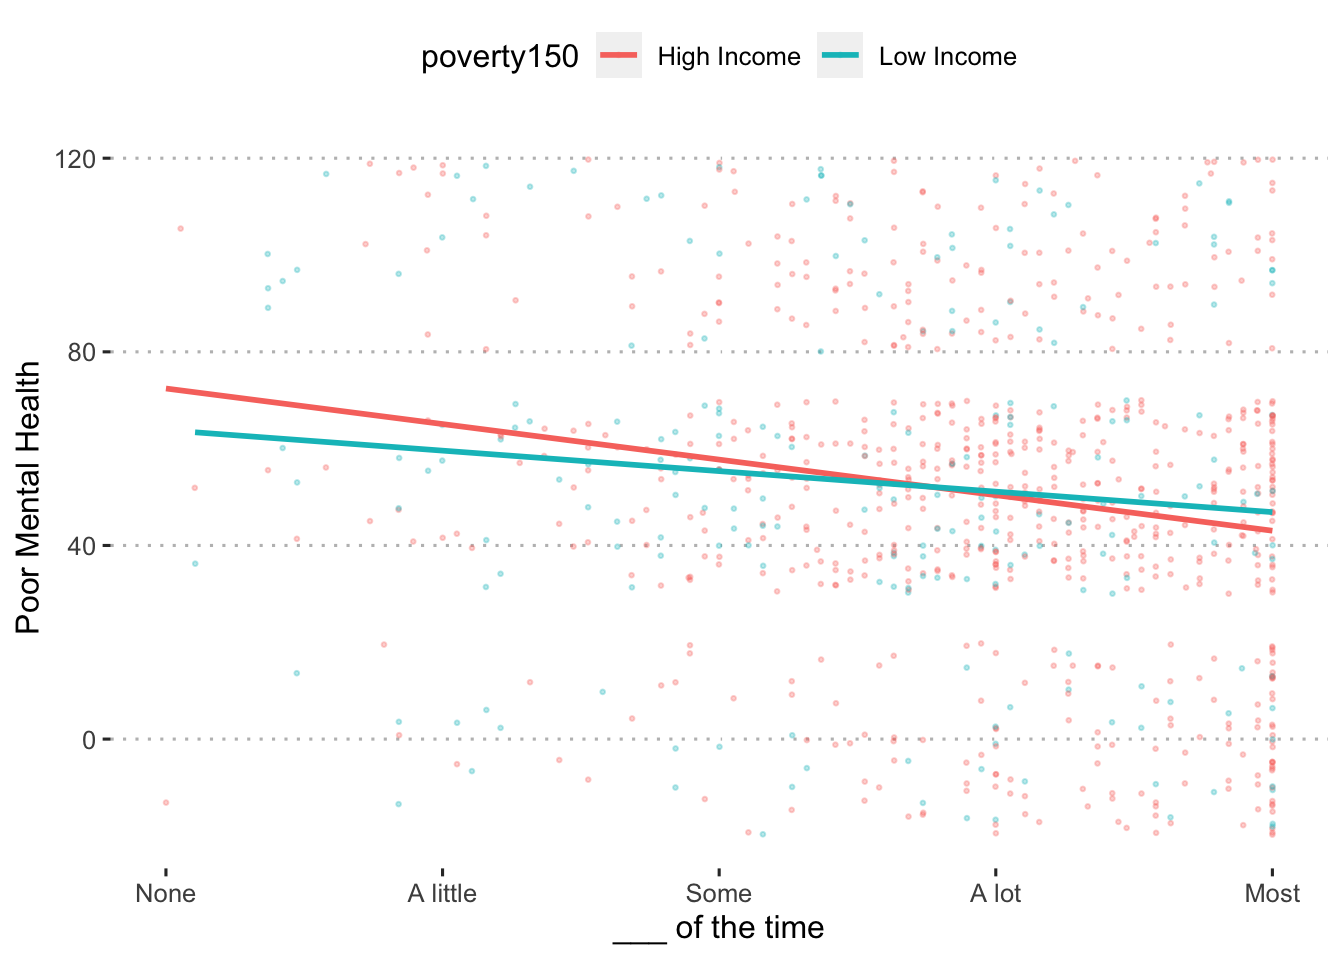 poverty150 High Income Low Income
120
80
40
0
Poor Mental Health
None A little Some A lot Most
___ of the time